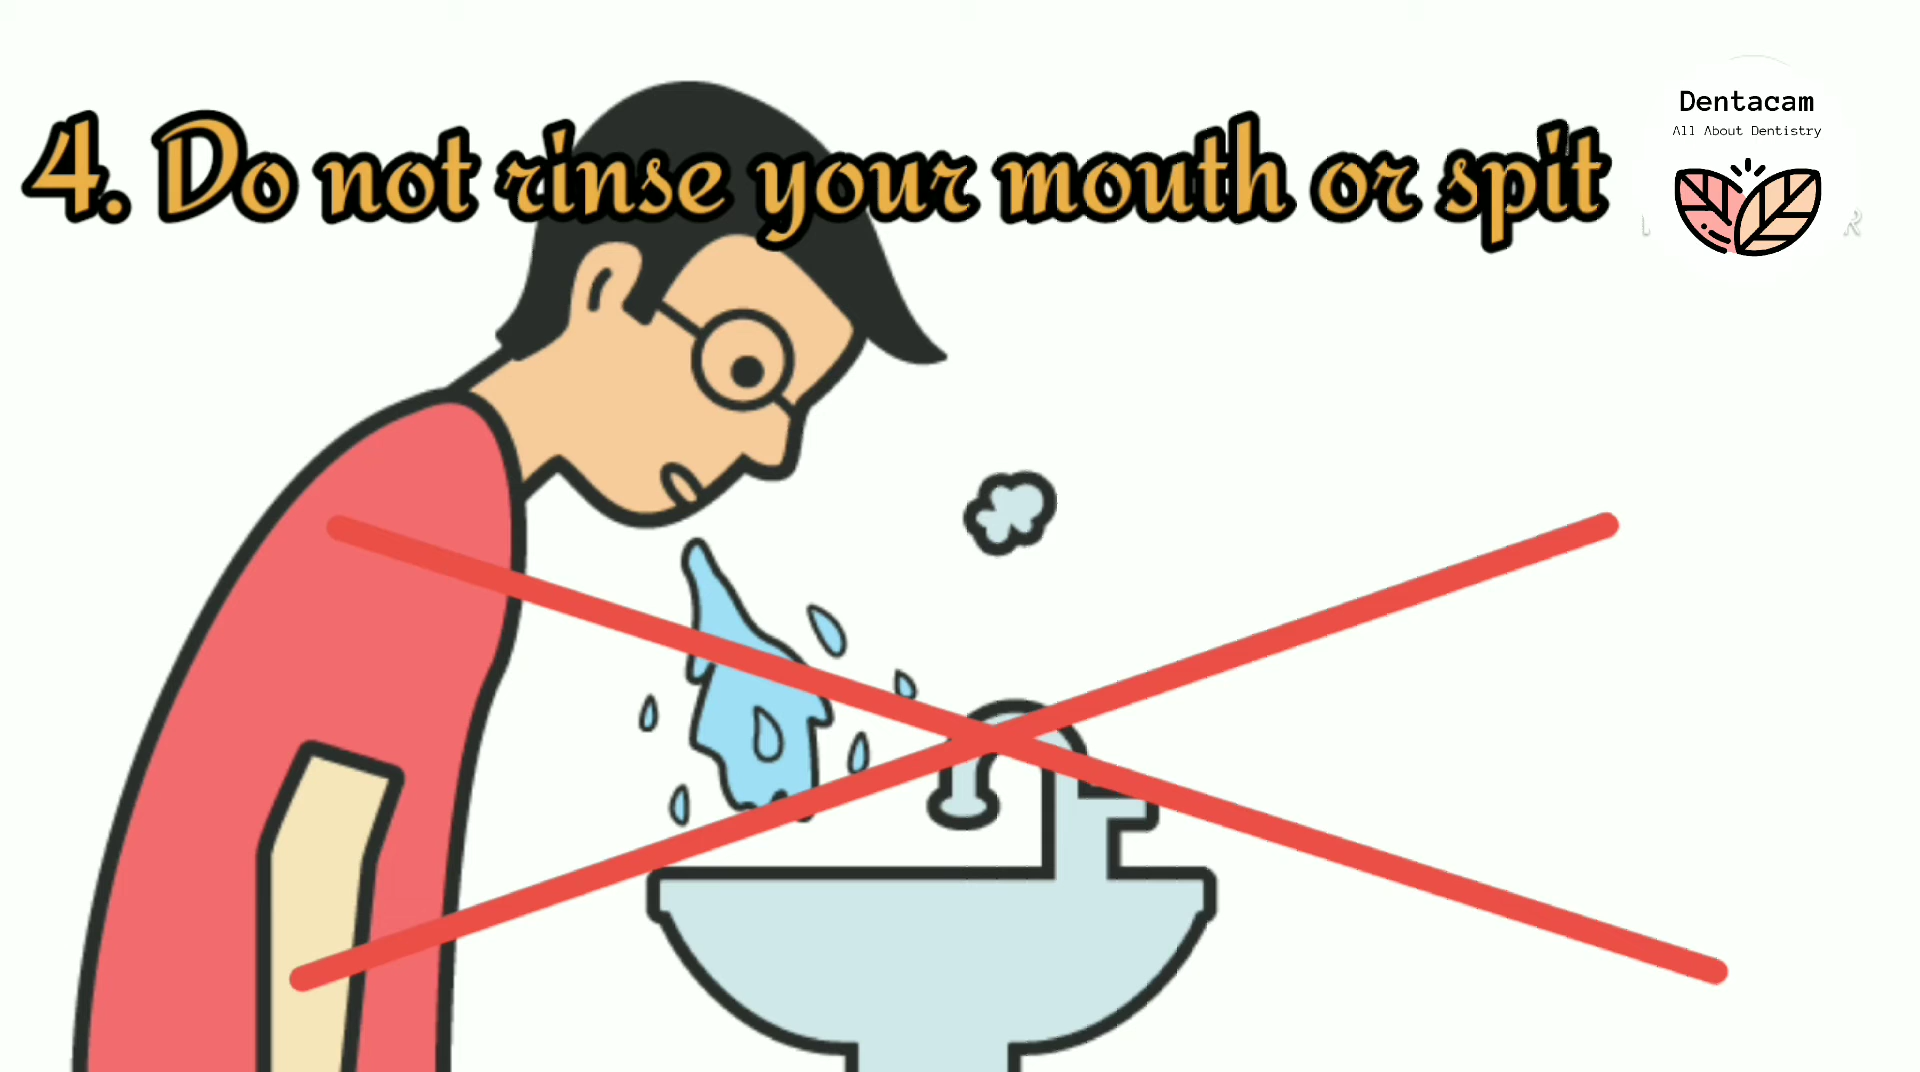 4. Do not rinse your mouth or spit
Dentacam
All About Dentistry